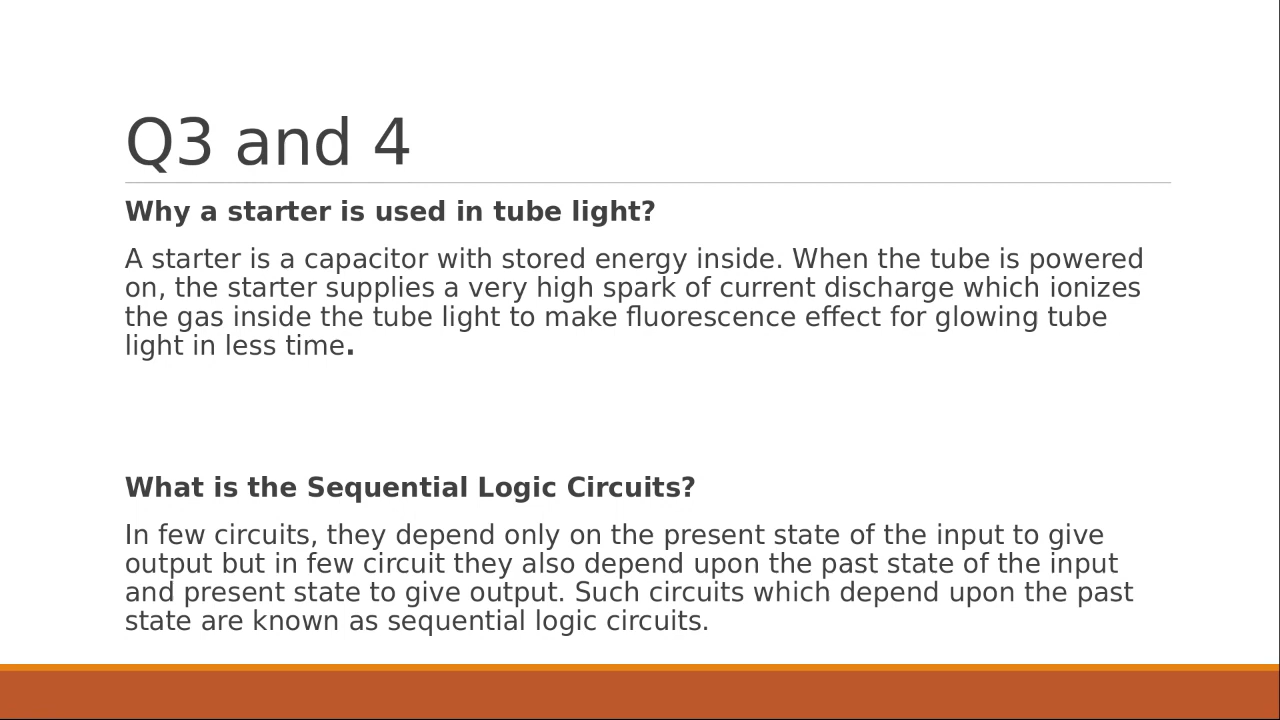 Q3 and 4
Why a starter is used in tube light?
A starter is a capacitor with stored energy inside. When the tube is powered
on, the starter supplies a very high spark of current discharge which ionizes
the gas inside the tube light to make fluorescence effect for glowing tube
light in less time.
What is the Sequential Logic Circuits?
In few circuits, they depend only on the present state of the input to give
output but in few circuit they also depend upon the past state of the input
and present state to give output. Such circuits which depend upon the past
state are known as sequential logic circuits.